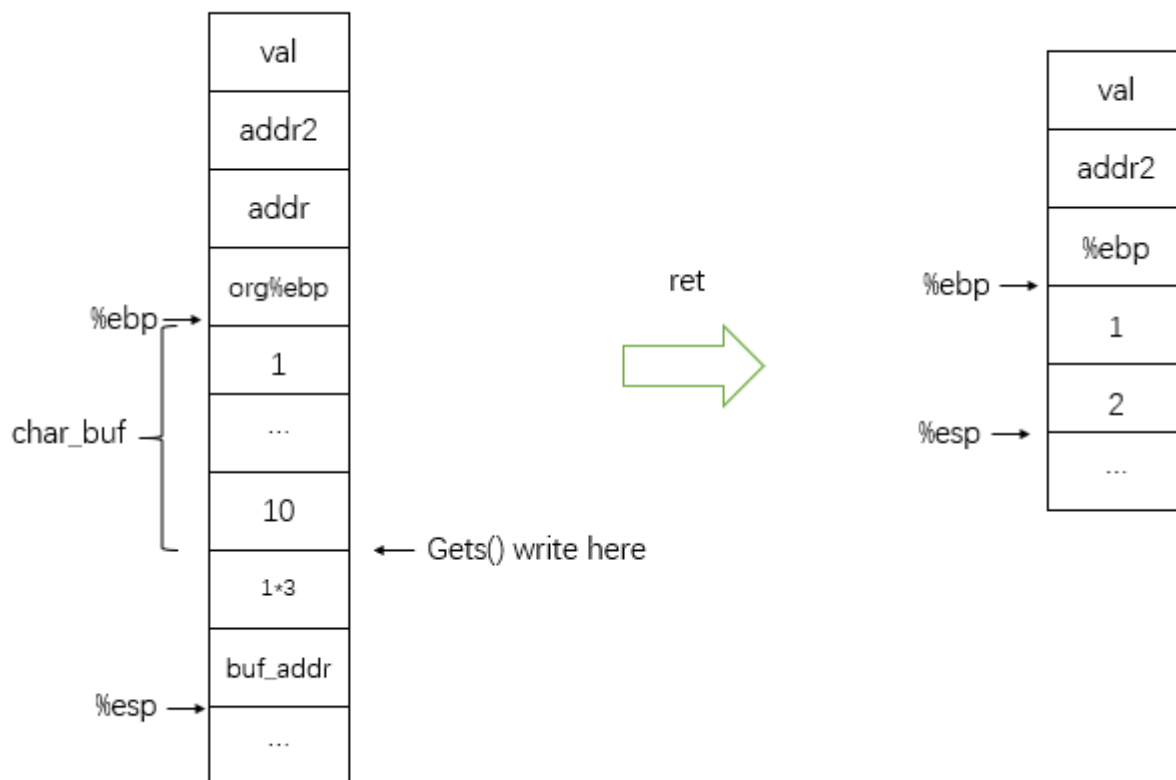 val
addr2
addr
org%ebp
%ebp
1
...
char_buf
10
Gets() write here
1*3
buf_addr
%esp
...
ret
val
addr2
%ebp
%ebp
1
2
%esp
...